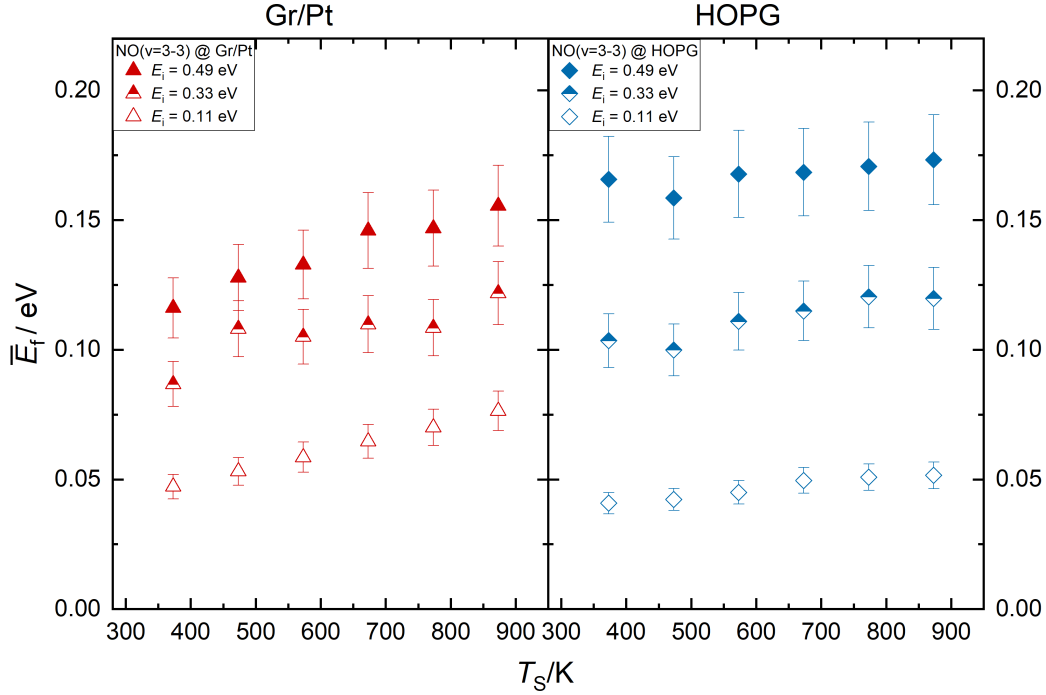 Gr/Pt
HOPG
NO(v=3-3) @ Gr/Pt
Eᵢ = 0.49 eV
Eᵢ = 0.33 eV
Eᵢ = 0.11 eV
NO(v=3-3) @ HOPG
Eᵢ = 0.49 eV
Eᵢ = 0.33 eV
Eᵢ = 0.11 eV
0.20
0.15
0.10
0.05
0.00
E̅f / eV
0.20
0.15
0.10
0.05
0.00
300 400 500 600 700 800 900
300 400 500 600 700 800 900
TS/K